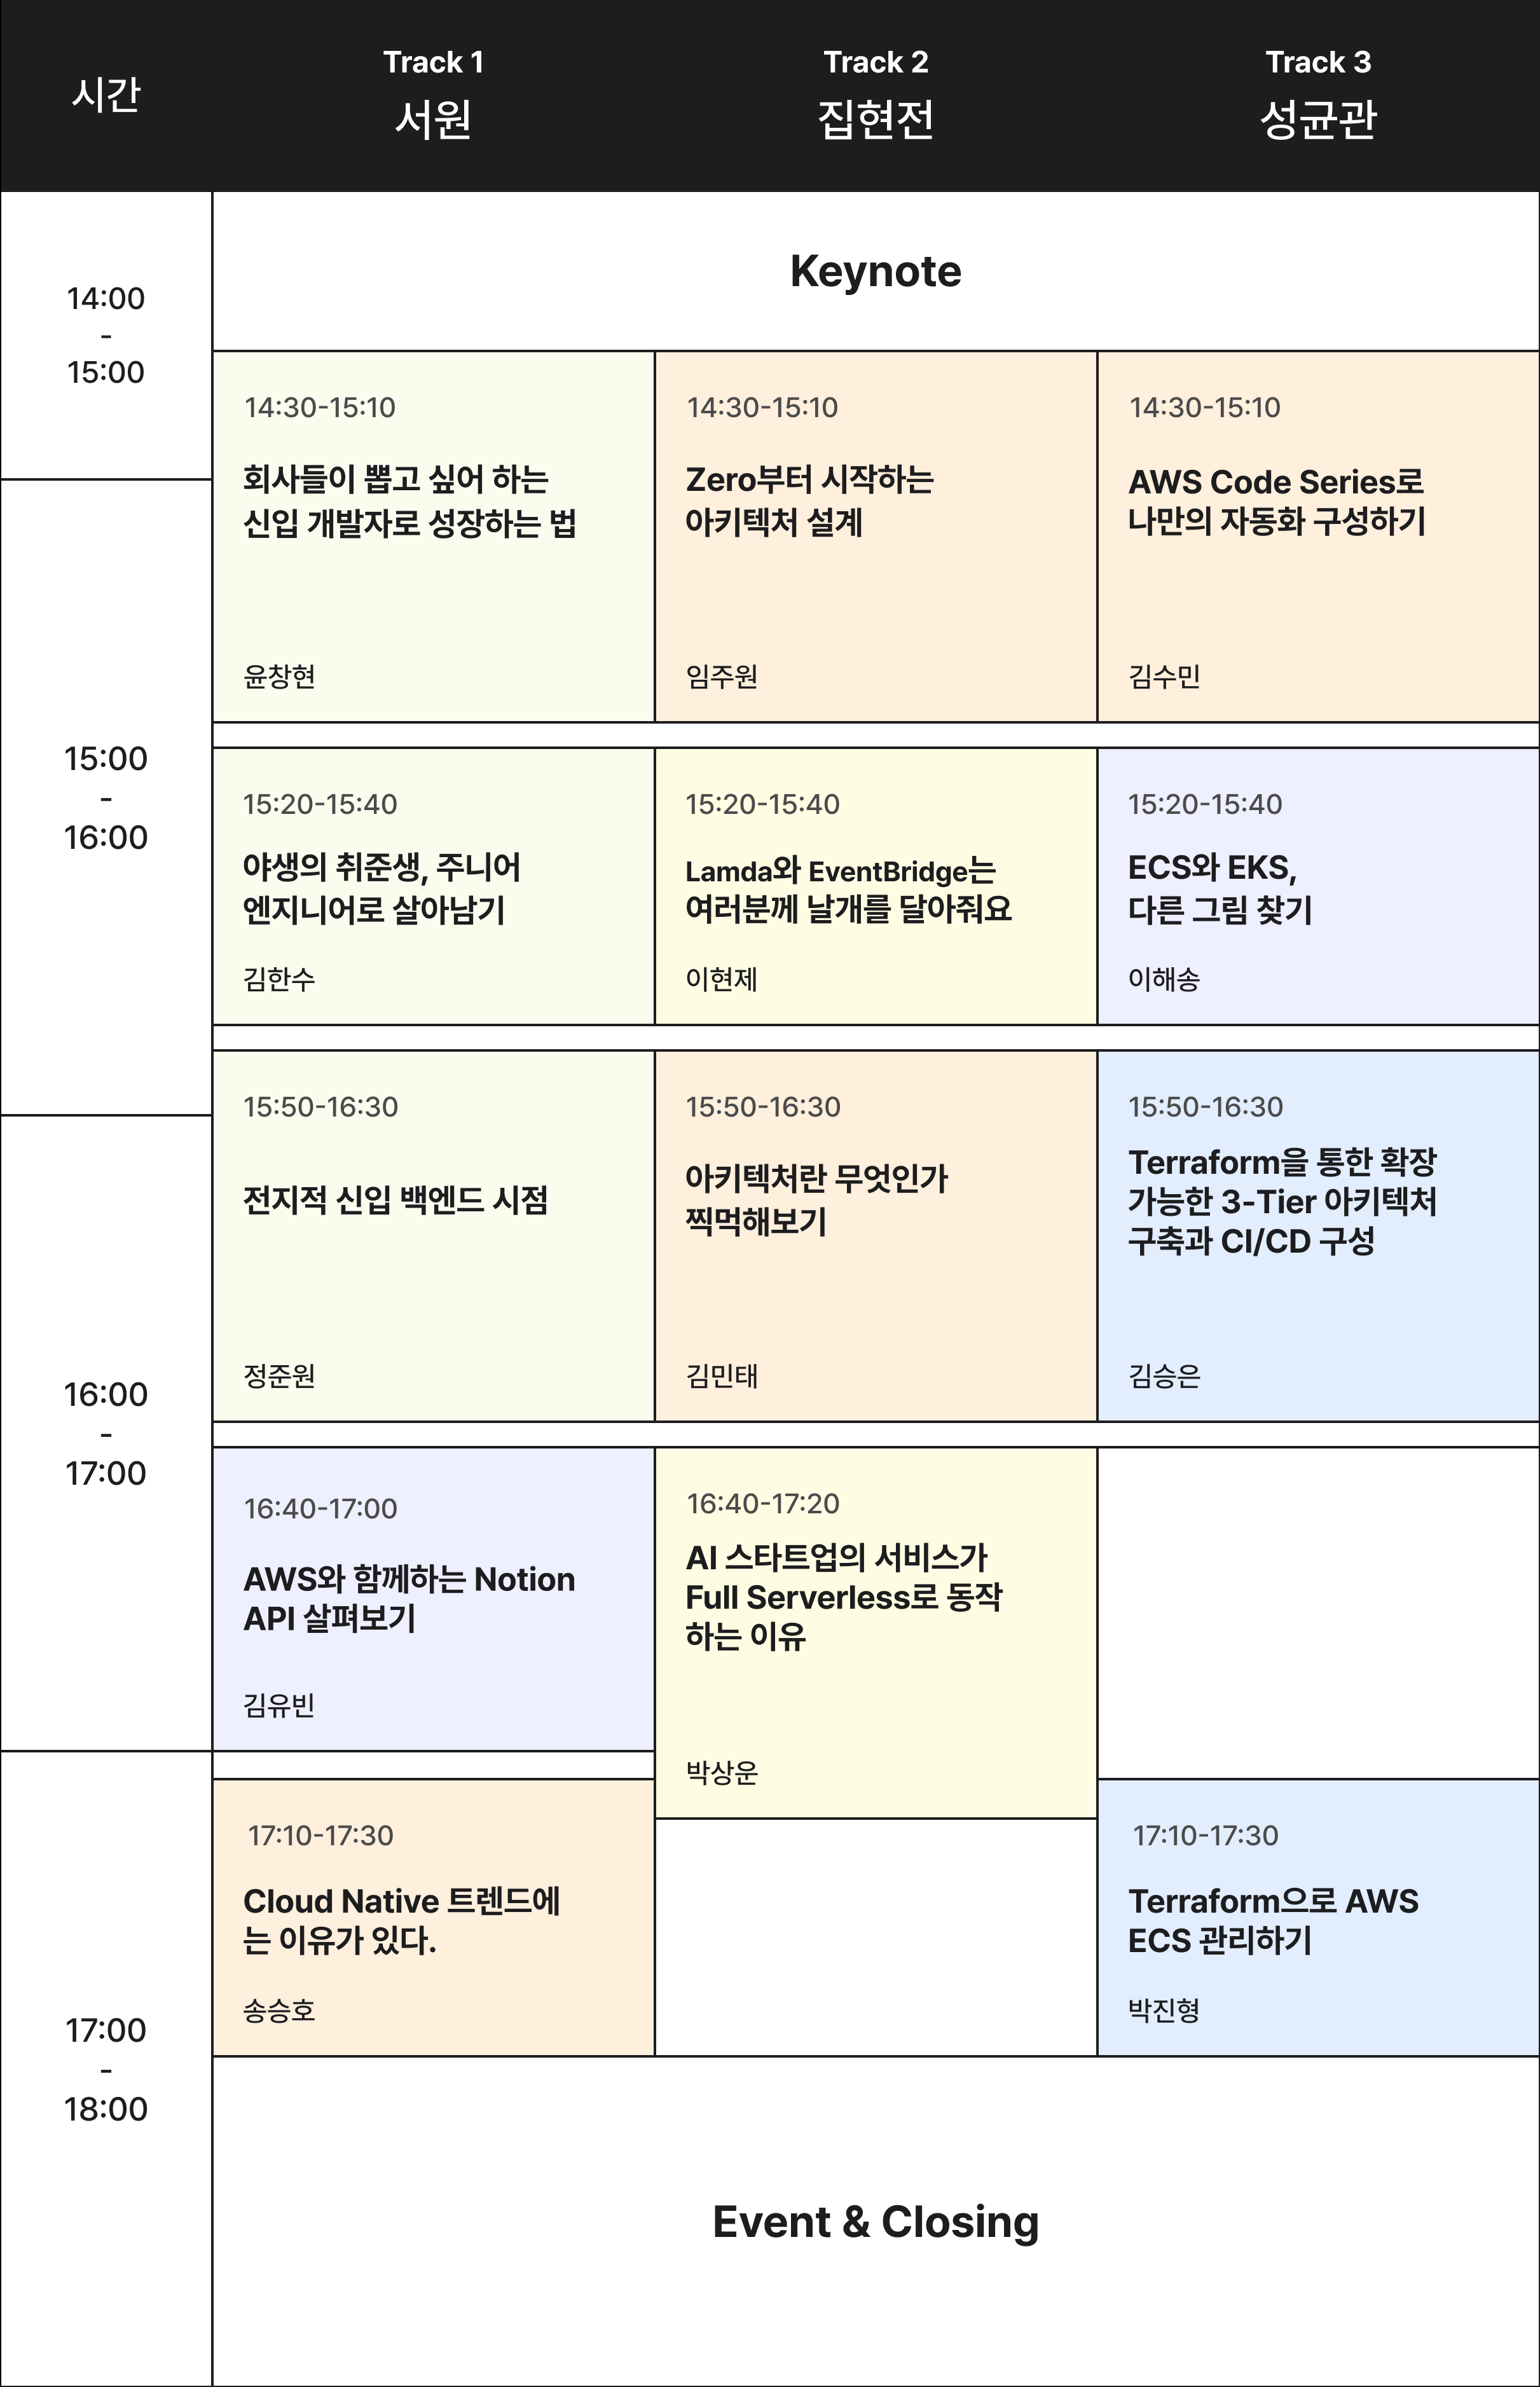 시간
Track 1
서원
Track 2
집현전
Track 3
성균관
14:00
-
15:00
Keynote
14:30-15:10
회사들이 뽑고 싶어 하는
신입 개발자로 성장하는 법
윤창현
14:30-15:10
Zero부터 시작하는
아키텍처 설계
임주원
14:30-15:10
AWS Code Series로
나만의 자동화 구성하기
김수민
15:00
-
16:00
15:20-15:40
야생의 취준생, 주니어
엔지니어로 살아남기
김한수
15:20-15:40
Lamda와 EventBridge는
여러분께 날개를 달아줘요
이현제
15:20-15:40
ECS와 EKS,
다른 그림 찾기
이해송
15:50-16:30
전지적 신입 백엔드 시점
정준원
15:50-16:30
아키텍처란 무엇인가
찍먹해보기
김민태
15:50-16:30
Terraform을 통한 확장
가능한 3-Tier 아키텍처
구축과 CI/CD 구성
김승은
16:00
-
17:00
16:40-17:00
AWS와 함께하는 Notion
API 살펴보기
김유빈
16:40-17:20
AI 스타트업의 서비스가
Full Serverless로 동작
하는 이유
박상운
17:00
-
18:00
17:10-17:30
Cloud Native 트렌드에
는 이유가 있다.
송승호
17:10-17:30
Terraform으로 AWS
ECS 관리하기
박진형
Event & Closing